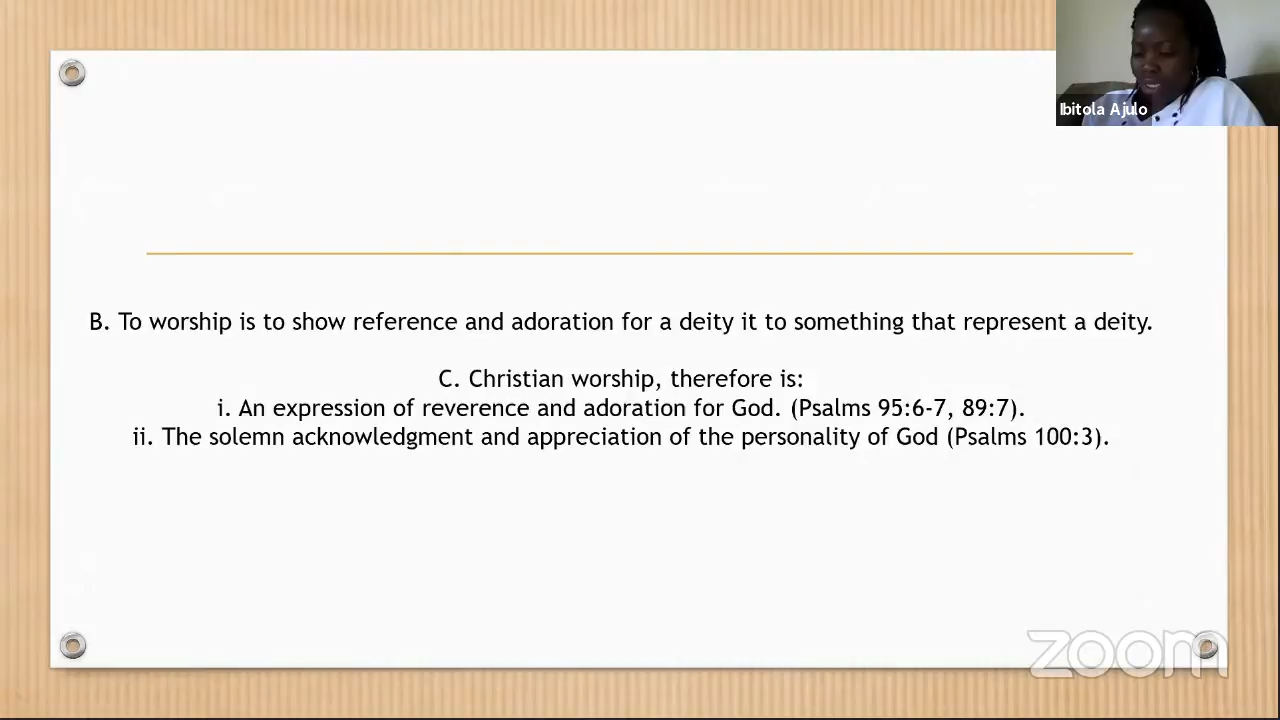 Ibitola Ajulo
B. To worship is to show reference and adoration for a deity it to something that represent a deity.
C. Christian worship, therefore is:
i. An expression of reverence and adoration for God. (Psalms 95:6-7, 89:7).
ii. The solemn acknowledgment and appreciation of the personality of God (Psalms 100:3).
zoom